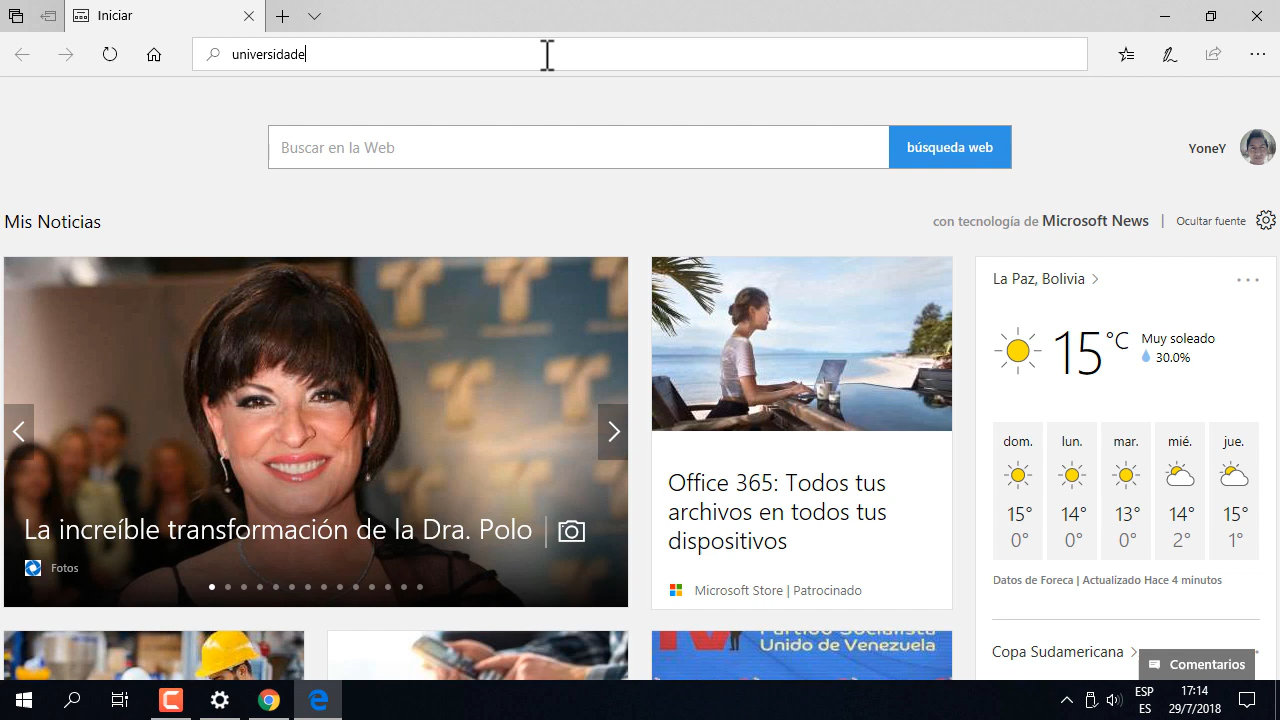 Iniciar
universidade
Buscar en la Web
búsqueda web
YoneY
Mis Noticias
con tecnología de Microsoft News | Ocultar fuente
La increíble transformación de la Dra. Polo
Fotos
Office 365: Todos tus
archivos en todos tus
dispositivos
Microsoft Store | Patrocinado
La Paz, Bolivia
15 °C
Muy soleado
30.0%
dom. lun. mar. mié. jue.
15° 14° 13° 14° 15°
0° 0° 0° 2° 1°
Datos de Foreca | Actualizado Hace 4 minutos
Copa Sudamericana
Comentarios
Partido Socialista
Unido de Venezuela
ESP
ES
17:14
29/7/2018